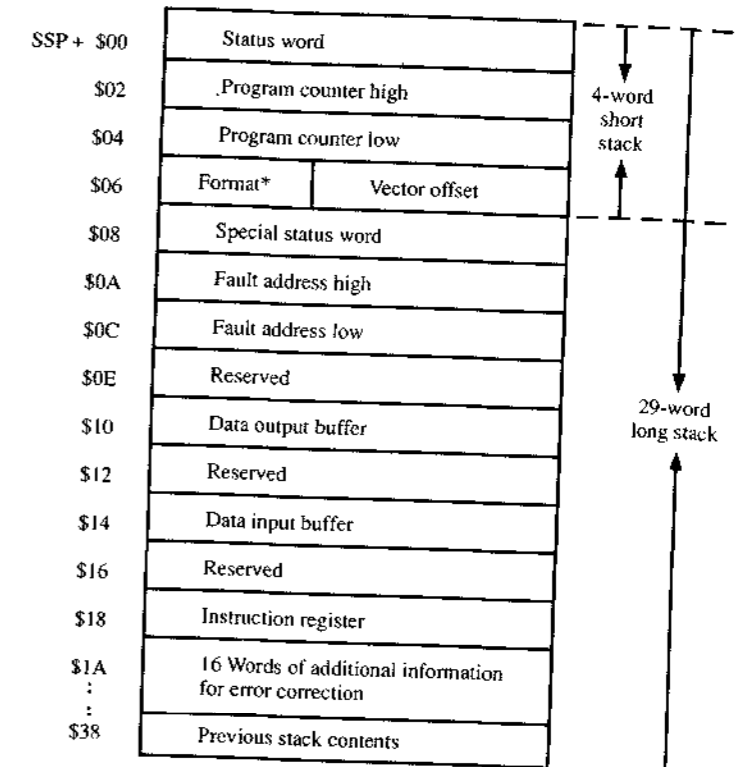 SSP + $00 Status word
$02 Program counter high
4-word
short
stack
$04 Program counter low
$06 Format* Vector offset
$08 Special status word
$0A Fault address high
$0C Fault address low
$0E Reserved
29-word
long stack
$10 Data output buffer
$12 Reserved
$14 Data input buffer
$16 Reserved
$18 Instruction register
$1A 16 Words of additional information
: for error correction
:
$38 Previous stack contents